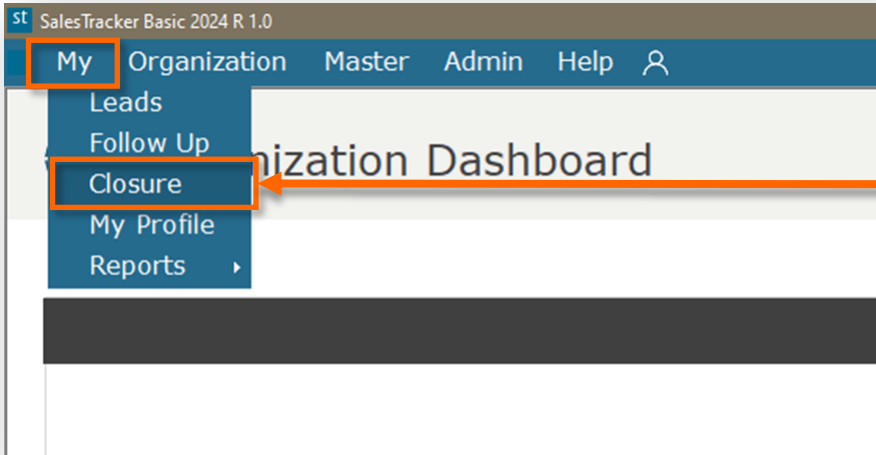 st SalesTracker Basic 2024 R 1.0
My Organization Master Admin Help
Leads
Follow Up
nization Dashboard
Closure
My Profile
Reports